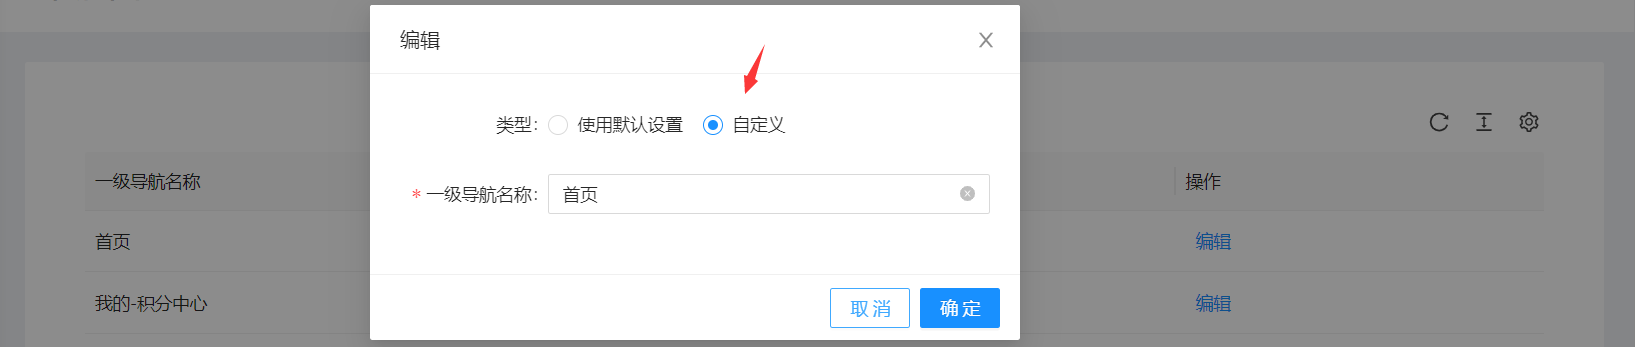 编辑
类型: 使用默认设置 自定义
* 一级导航名称: 首页
取消 确定
一级导航名称 操作
首页 编辑
我的-积分中心 编辑